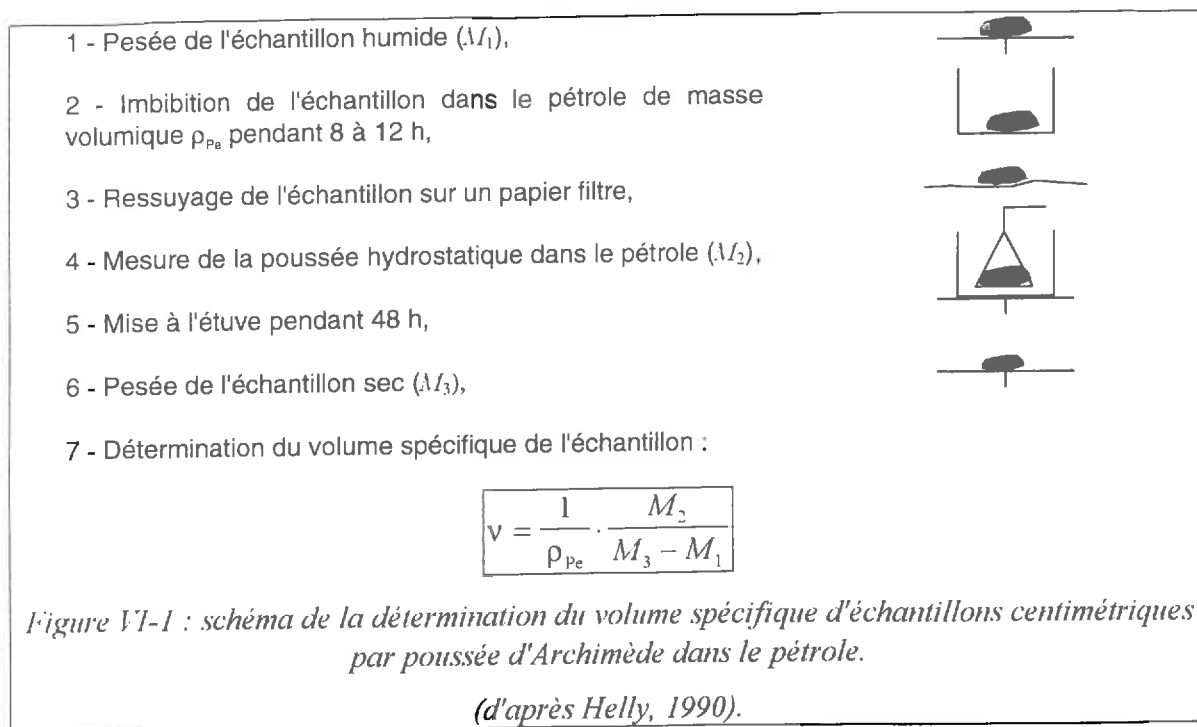 1 - Pesée de l'échantillon humide (M₁),
2 - Imbibition de l'échantillon dans le pétrole de masse
volumique ρ_Pe pendant 8 à 12 h,
3 - Ressuyage de l'échantillon sur un papier filtre,
4 - Mesure de la poussée hydrostatique dans le pétrole (M₂),
5 - Mise à l'étuve pendant 48 h,
6 - Pesée de l'échantillon sec (M₃),
7 - Détermination du volume spécifique de l'échantillon :
ν = 1/ρ_Pe · M₂/(M₃ − M₁)
Figure VI-1 : schéma de la détermination du volume spécifique d'échantillons centimétriques
par poussée d'Archimède dans le pétrole.
(d'après Helly, 1990).